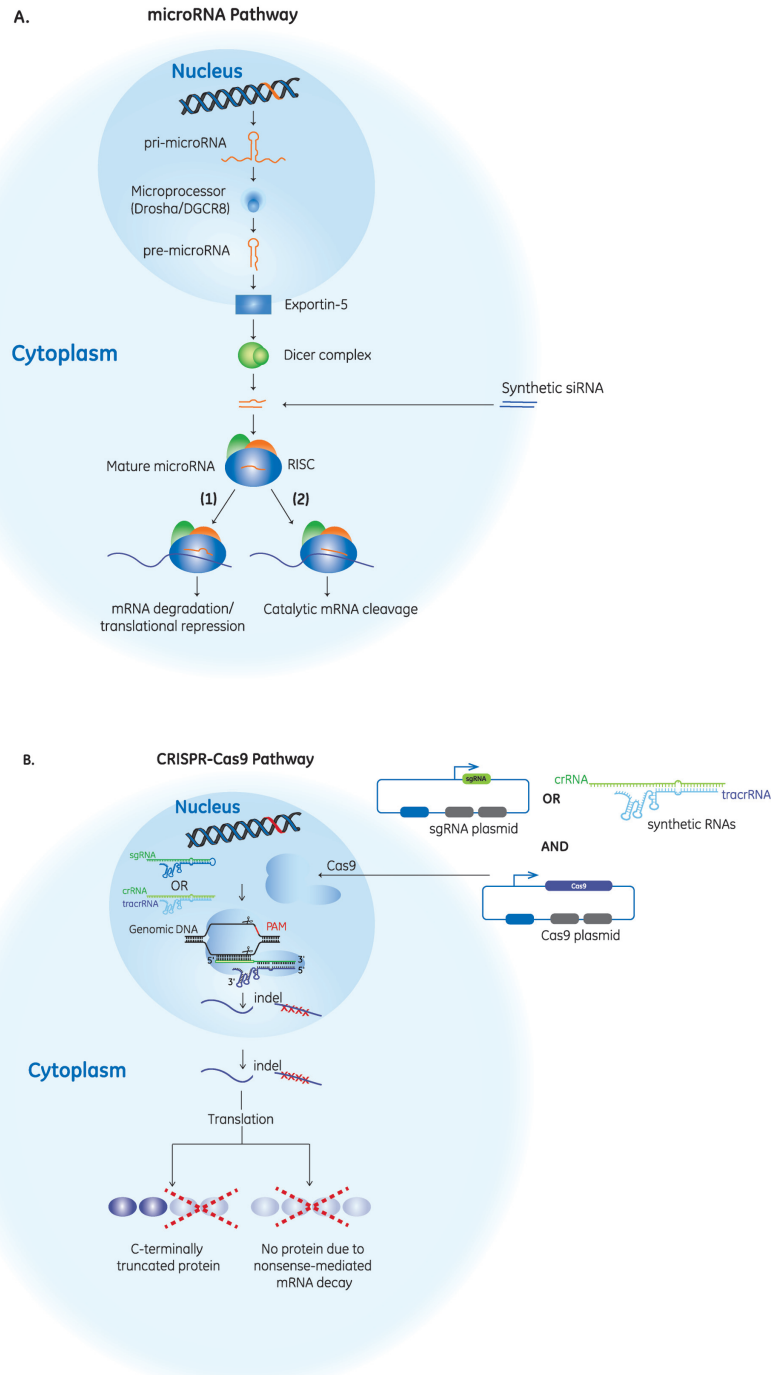 A.
microRNA Pathway
Nucleus
pri-microRNA
Microprocessor
(Drosha/DGCR8)
pre-microRNA
Exportin-5
Cytoplasm
Dicer complex
Synthetic siRNA
Mature microRNA
RISC
(1)
(2)
mRNA degradation/
translational repression
Catalytic mRNA cleavage
B.
CRISPR-Cas9 Pathway
sgRNA
sgRNA plasmid
OR
crRNA
tracrRNA
synthetic RNAs
AND
Cas9
Cas9 plasmid
Nucleus
sgRNA
OR
crRNA
tracrRNA
Cas9
Genomic DNA
PAM
5'
3'
5'
3'
indel
XXXX
Cytoplasm
indel
XXXX
Translation
C-terminally
truncated protein
No protein due to
nonsense-mediated
mRNA decay